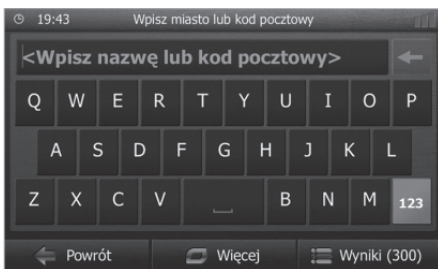 19:43 Wpisz miasto lub kod pocztowy
<Wpisz nazwę lub kod pocztowy>
Q W E R T Y U I O P
A S D F G H J K L
Z X C V B N M 123
Powrót Więcej Wyniki (300)